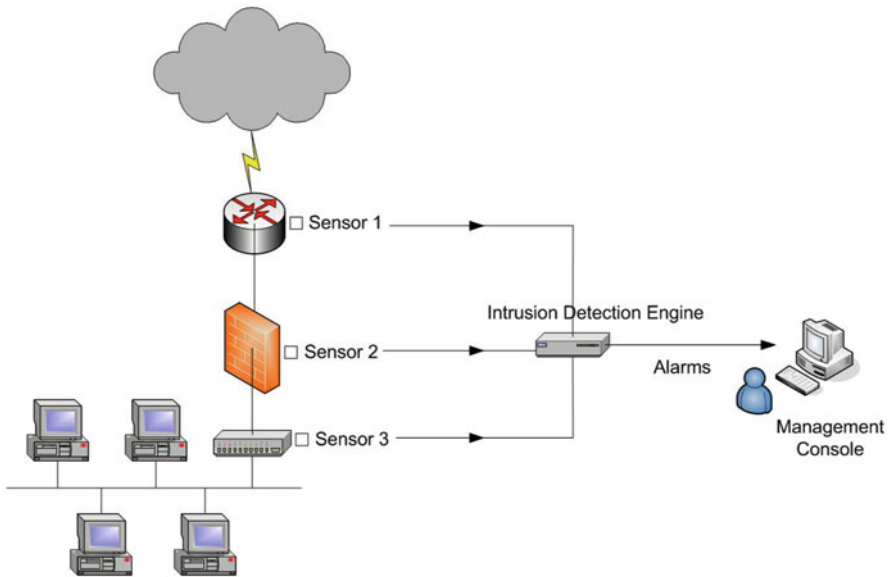 Sensor 1
Intrusion Detection Engine
Sensor 2
Alarms
Sensor 3
Management
Console